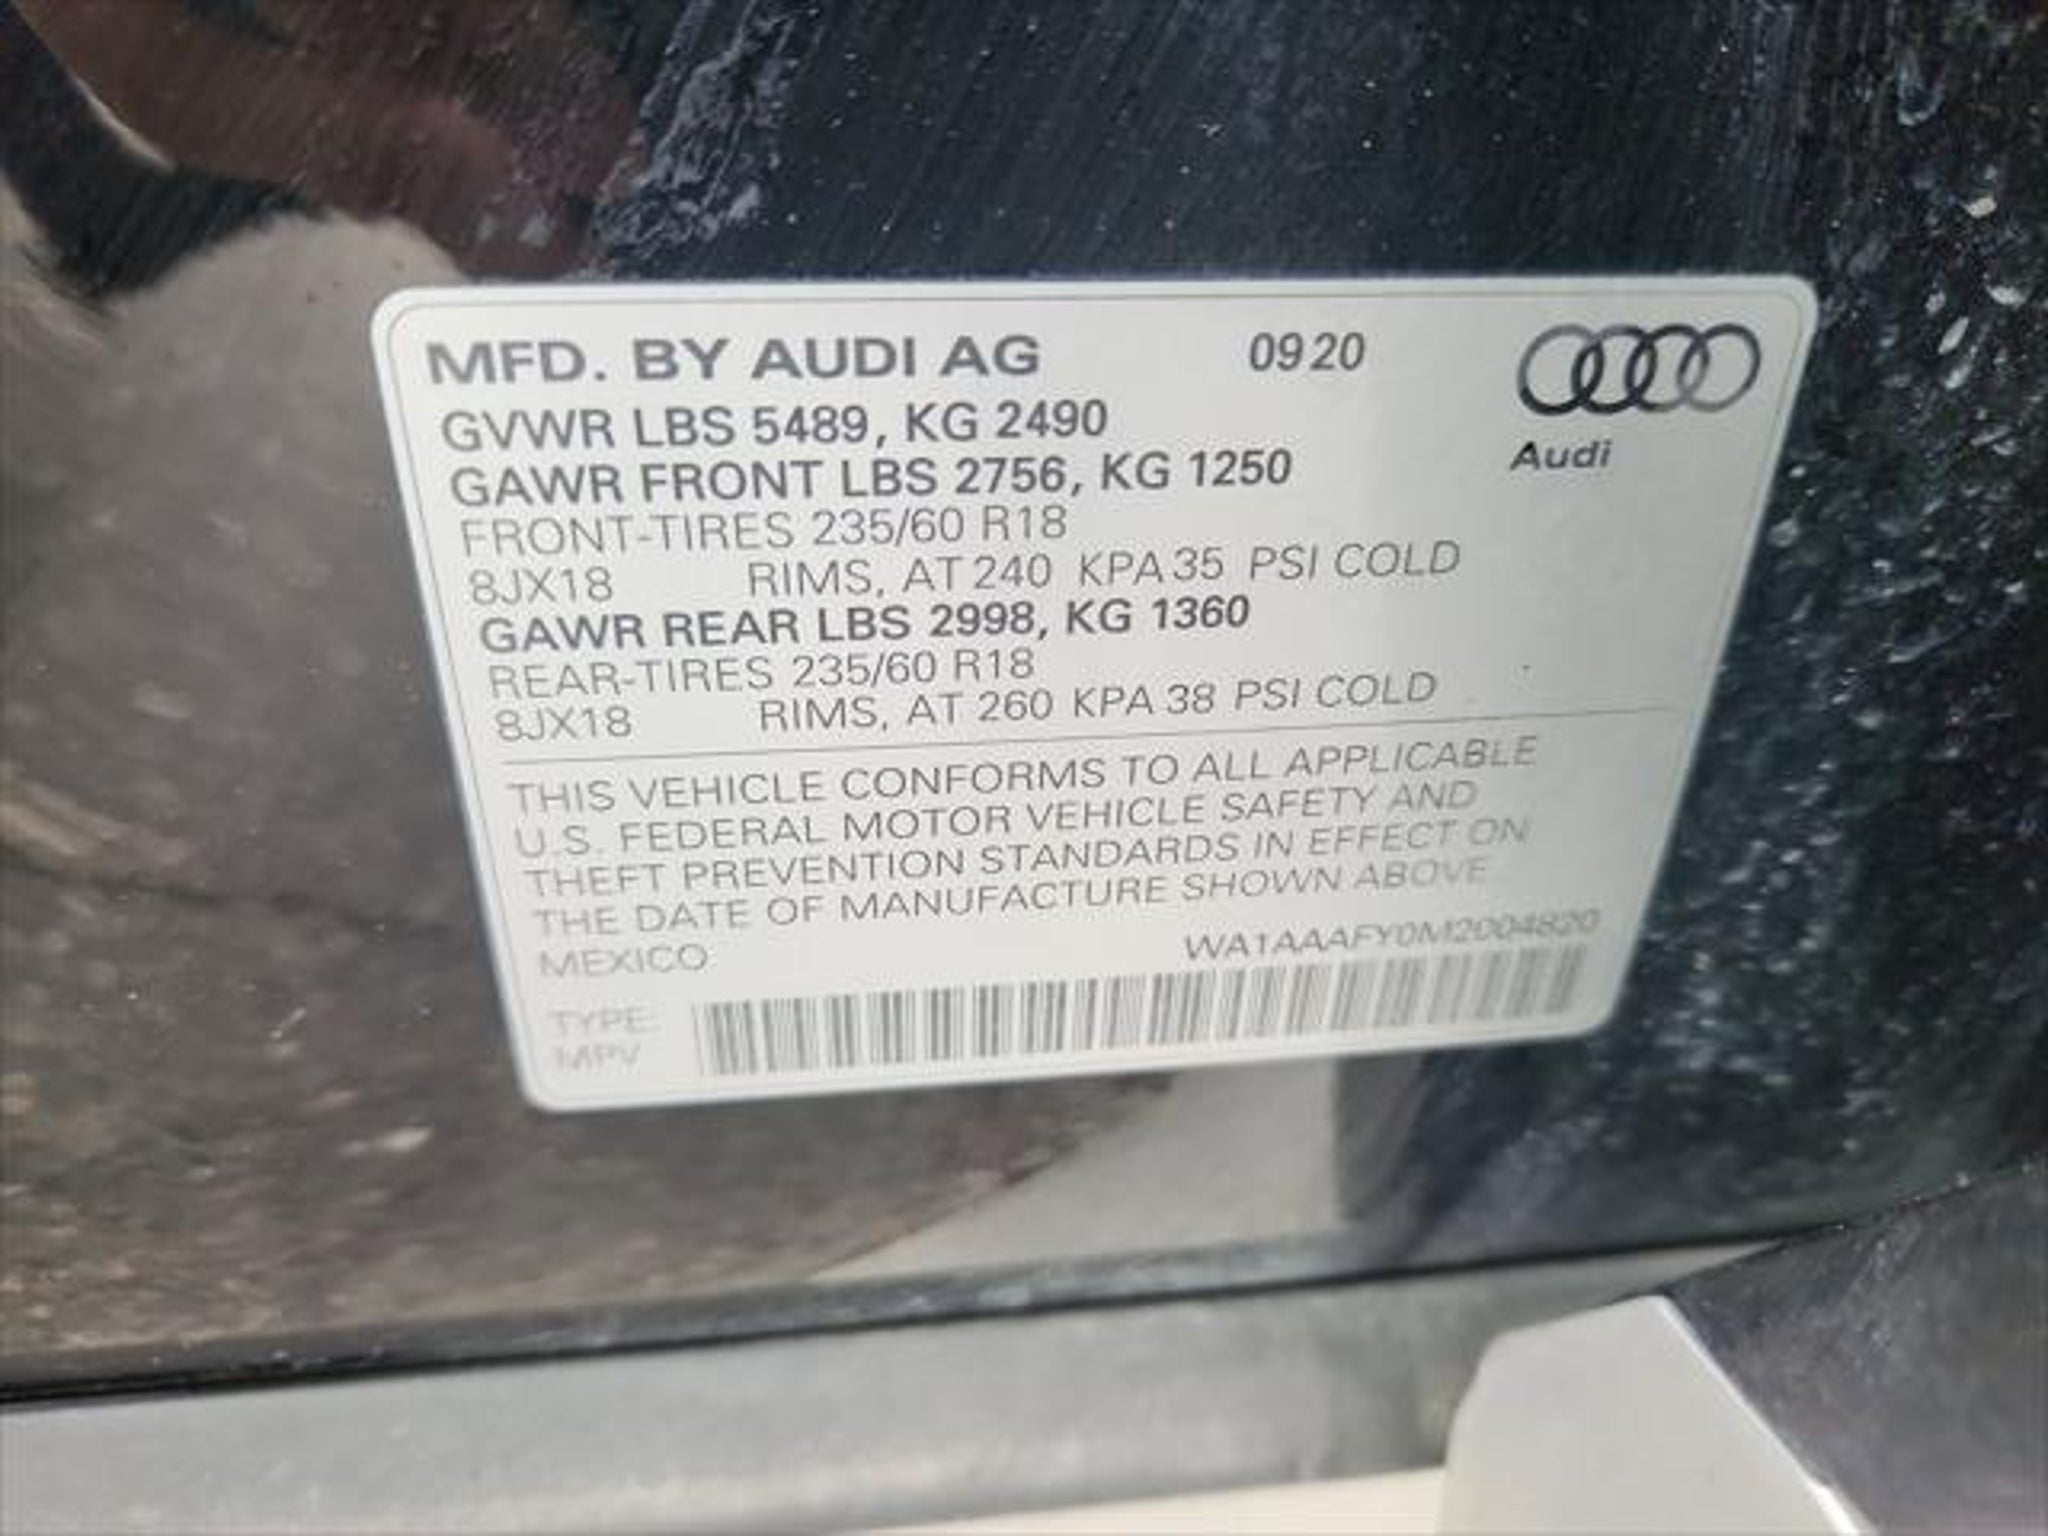 MFD. BY AUDI AG 0920
GVWR LBS 5489, KG 2490
GAWR FRONT LBS 2756, KG 1250
Audi
FRONT-TIRES 235/60 R18
8JX18 RIMS, AT 240 KPA 35 PSI COLD
GAWR REAR LBS 2998, KG 1360
REAR-TIRES 235/60 R18
8JX18 RIMS, AT 260 KPA 38 PSI COLD
THIS VEHICLE CONFORMS TO ALL APPLICABLE
U.S. FEDERAL MOTOR VEHICLE SAFETY AND
THEFT PREVENTION STANDARDS IN EFFECT ON
THE DATE OF MANUFACTURE SHOWN ABOVE
MEXICO WA1AAAFY0M2004820
TYPE:
MPV